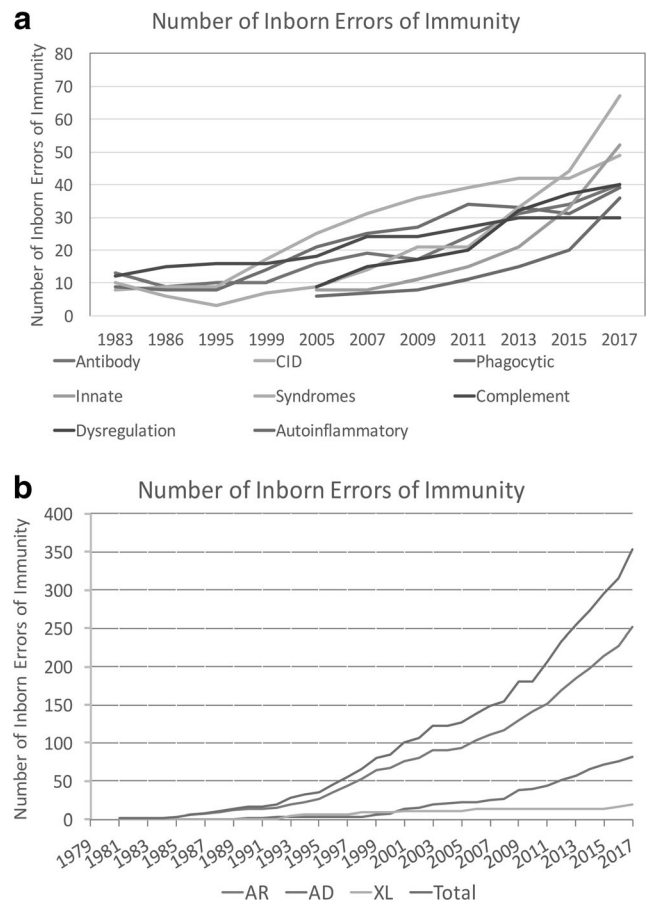 a
Number of Inborn Errors of Immunity
Number of Inborn Errors of Immunity
80
70
60
50
40
30
20
10
0
1983 1986 1995 1999 2005 2007 2009 2011 2013 2015 2017
Antibody CID Phagocytic
Innate Syndromes Complement
Dysregulation Autoinflammatory
b
Number of Inborn Errors of Immunity
Number of Inborn Errors of Immunity
400
350
300
250
200
150
100
50
0
1979 1981 1983 1985 1987 1989 1991 1993 1995 1997 1999 2001 2003 2005 2007 2009 2011 2013 2015 2017
AR AD XL Total